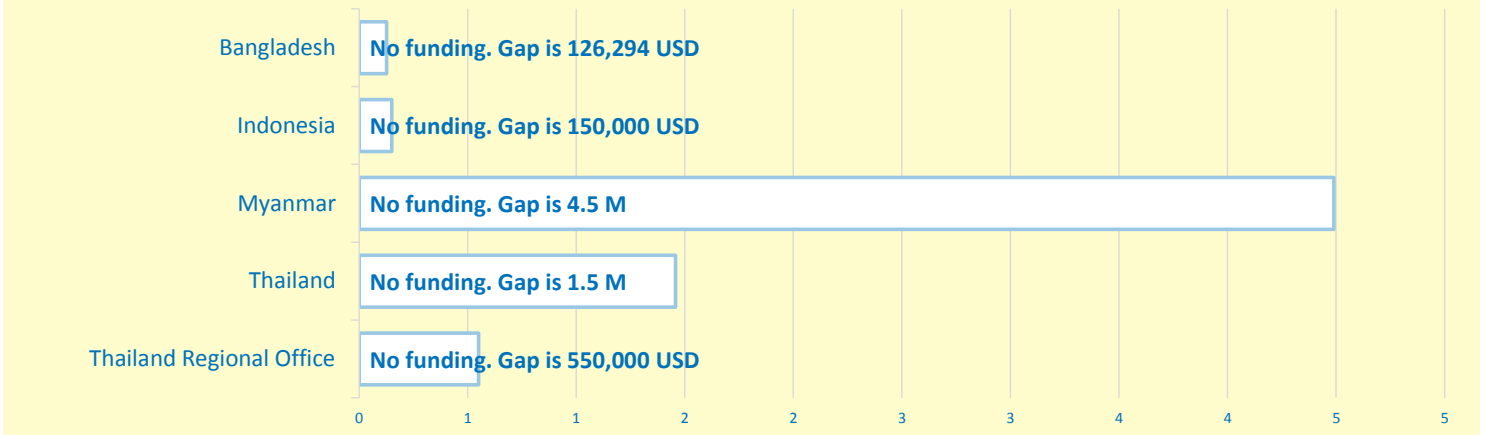 Bangladesh No funding. Gap is 126,294 USD
Indonesia No funding. Gap is 150,000 USD
Myanmar No funding. Gap is 4.5 M
Thailand No funding. Gap is 1.5 M
Thailand Regional Office No funding. Gap is 550,000 USD
0 1 1 2 2 3 3 4 4 5 5